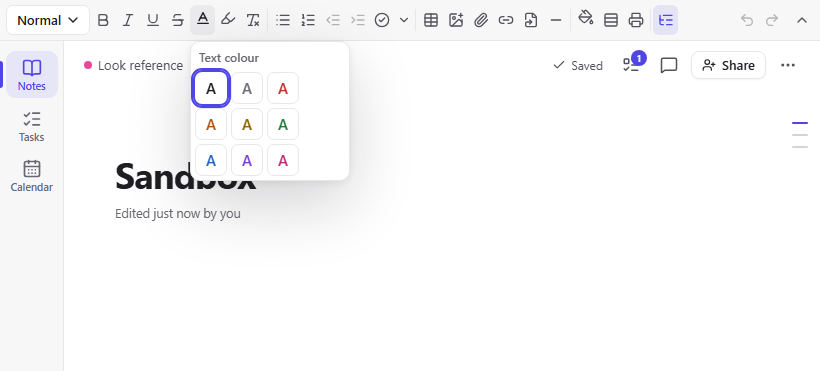 Normal
Look reference
Saved
1
Share
Text colour
A A A
A A A
A A A
Notes
Tasks
Calendar
Sandbox
Edited just now by you